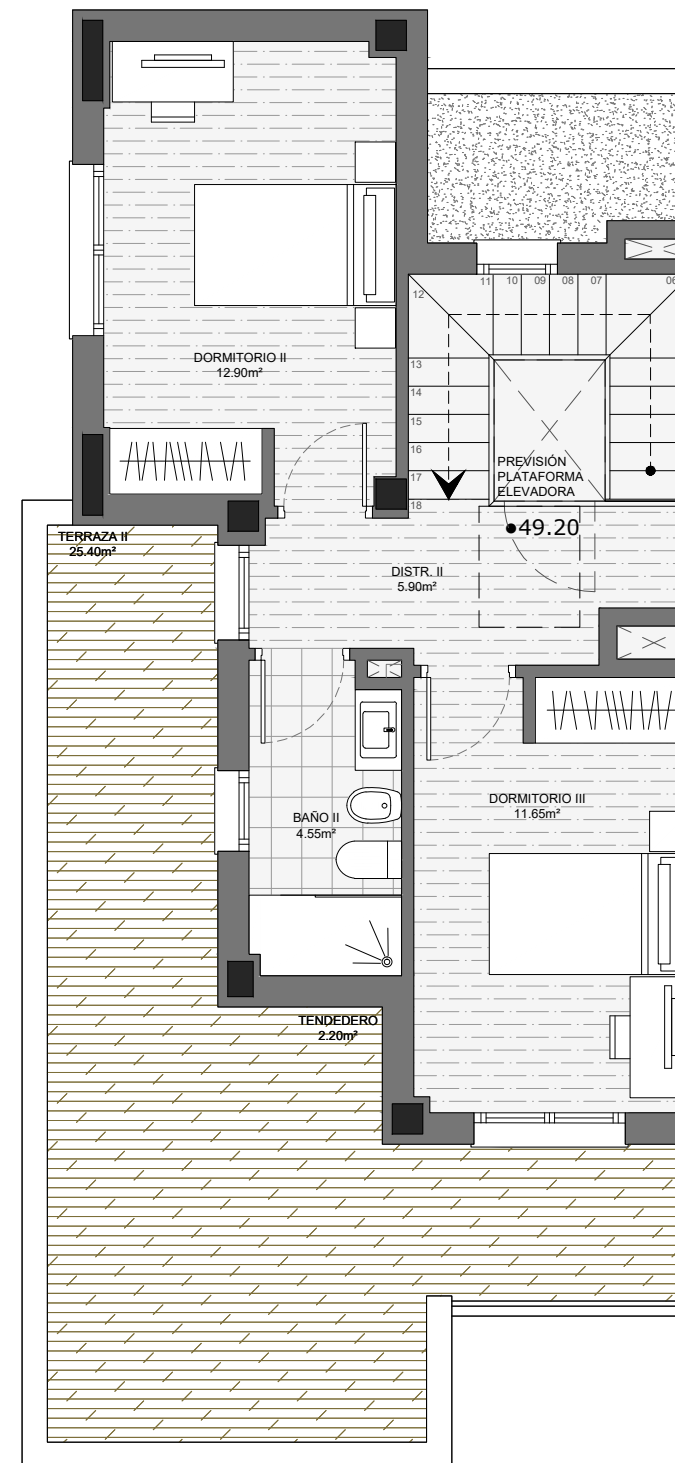 11
10
09
08
07
06
12
DORMITORIO II
12.90m²
13
14
15
16
17
18
PREVISIÓN
PLATAFORMA
ELEVADORA
49.20
TERRAZA II
25.40m²
DISTR. II
5.90m²
DORMITORIO III
11.65m²
BAÑO II
4.55m²
TENDEDERO
2.20m²